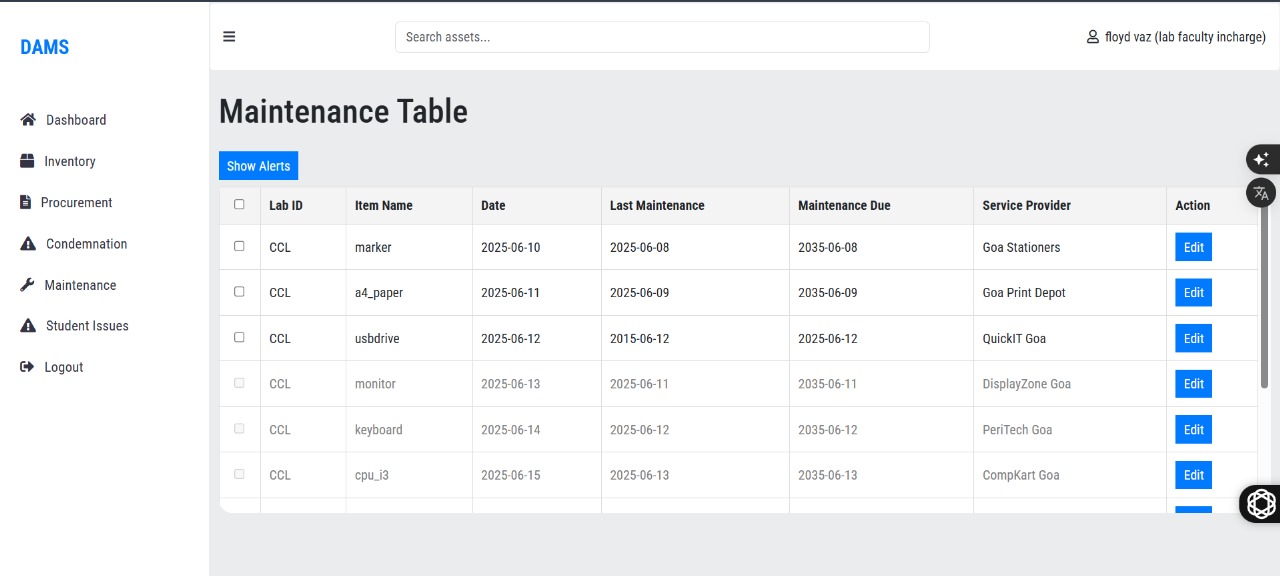 DAMS
Search assets...
floyd vaz (lab faculty incharge)
Dashboard
Inventory
Procurement
Condemnation
Maintenance
Student Issues
Logout
Maintenance Table
Show Alerts
Lab ID Item Name Date Last Maintenance Maintenance Due Service Provider Action
CCL marker 2025-06-10 2025-06-08 2035-06-08 Goa Stationers Edit
CCL a4_paper 2025-06-11 2025-06-09 2035-06-09 Goa Print Depot Edit
CCL usbdrive 2025-06-12 2015-06-12 2025-06-12 QuickIT Goa Edit
CCL monitor 2025-06-13 2025-06-11 2035-06-11 DisplayZone Goa Edit
CCL keyboard 2025-06-14 2025-06-12 2035-06-12 PeriTech Goa Edit
CCL cpu_i3 2025-06-15 2025-06-13 2035-06-13 CompKart Goa Edit